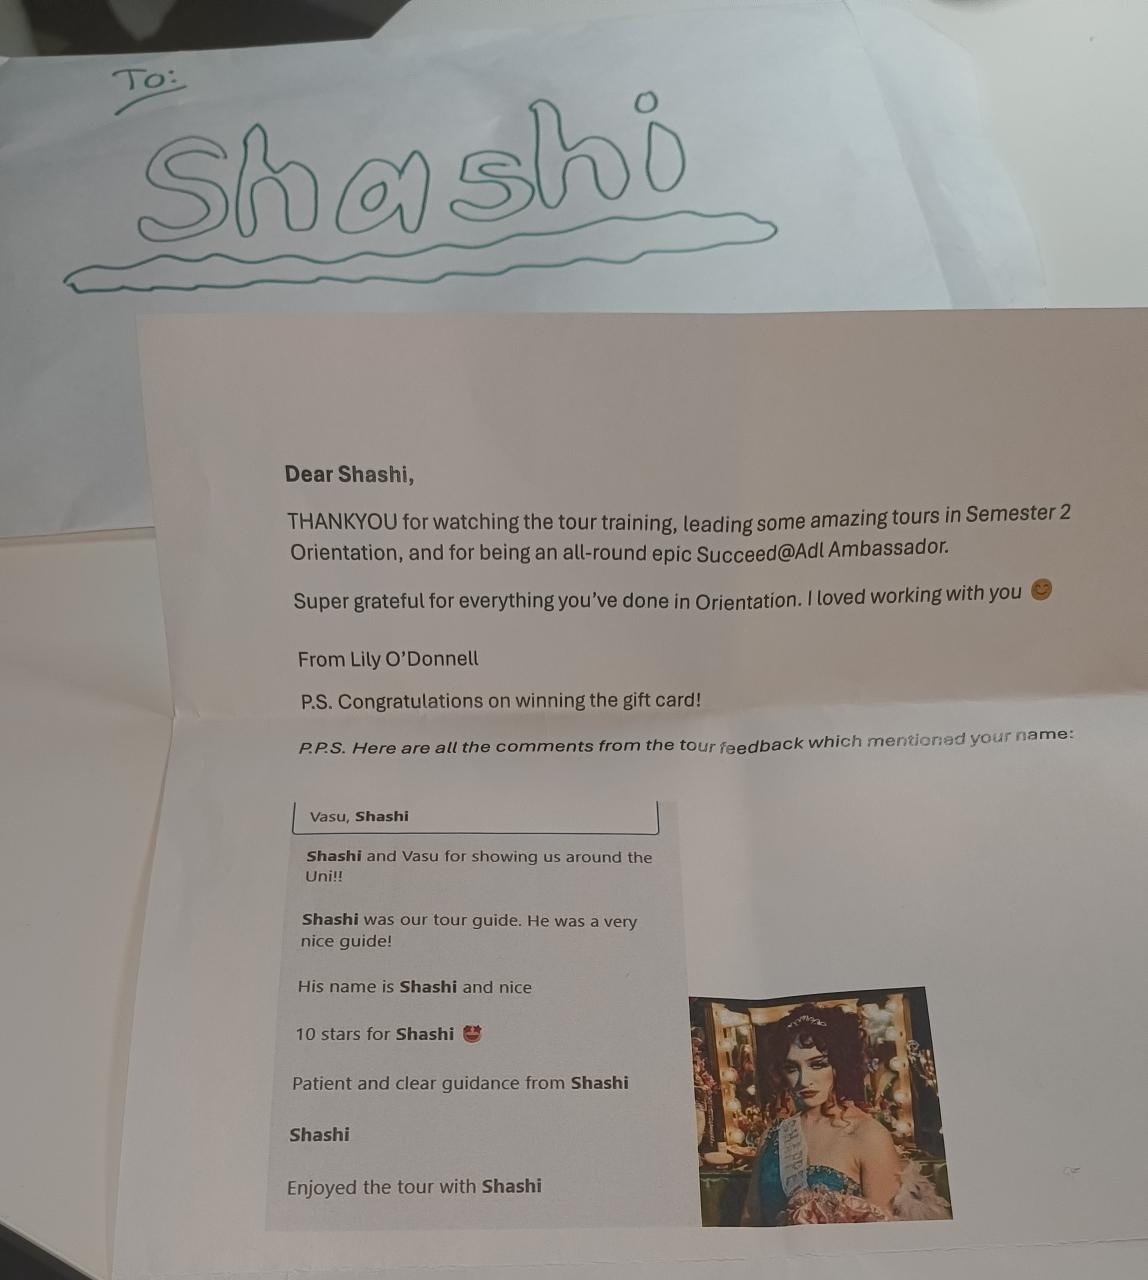 To:
Shashi
Dear Shashi,
THANKYOU for watching the tour training, leading some amazing tours in Semester 2
Orientation, and for being an all-round epic Succeed@Adl Ambassador.
Super grateful for everything you've done in Orientation. I loved working with you 😊
From Lily O'Donnell
P.S. Congratulations on winning the gift card!
P.P.S. Here are all the comments from the tour feedback which mentioned your name:
Vasu, Shashi
Shashi and Vasu for showing us around the
Uni!!
Shashi was our tour guide. He was a very
nice guide!
His name is Shashi and nice
10 stars for Shashi 🤩
Patient and clear guidance from Shashi
Shashi
Enjoyed the tour with Shashi